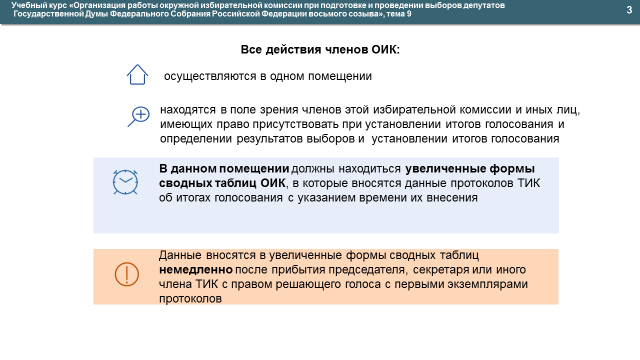 Учебный курс «Организация работы окружной избирательной комиссии при подготовке и проведении выборов депутатов
Государственной Думы Федерального Собрания Российской Федерации восьмого созыва», тема 9
3
Все действия членов ОИК:
осуществляются в одном помещении
находятся в поле зрения членов этой избирательной комиссии и иных лиц,
имеющих право присутствовать при установлении итогов голосования и
определении результатов выборов и установлении итогов голосования
В данном помещении должны находиться увеличенные формы
сводных таблиц ОИК, в которые вносятся данные протоколов ТИК
об итогах голосования с указанием времени их внесения
Данные вносятся в увеличенные формы сводных таблиц
немедленно после прибытия председателя, секретаря или иного
члена ТИК с правом решающего голоса с первыми экземплярами
протоколов